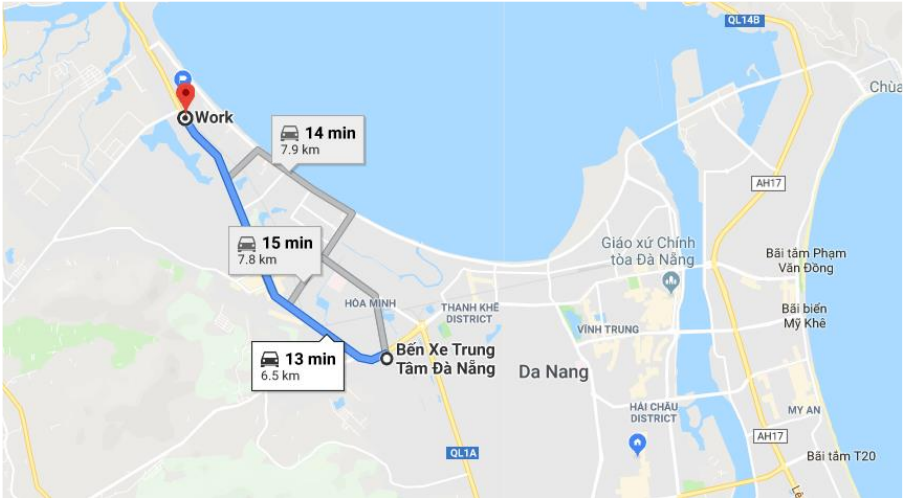 QL14B
Chùa
Work
14 min
7.9 km
AH17
15 min
7.8 km
Giáo xứ Chính
tòa Đà Nẵng
Bãi tắm Phạm
Văn Đồng
HÒA MINH
THANH KHÊ
DISTRICT
Bãi biển
Mỹ Khê
VĨNH TRUNG
13 min
6.5 km
Bến Xe Trung
Tâm Đà Nẵng
Da Nang
HẢI CHÂU
DISTRICT
MY AN
AH17
QL1A
Bãi tắm T20